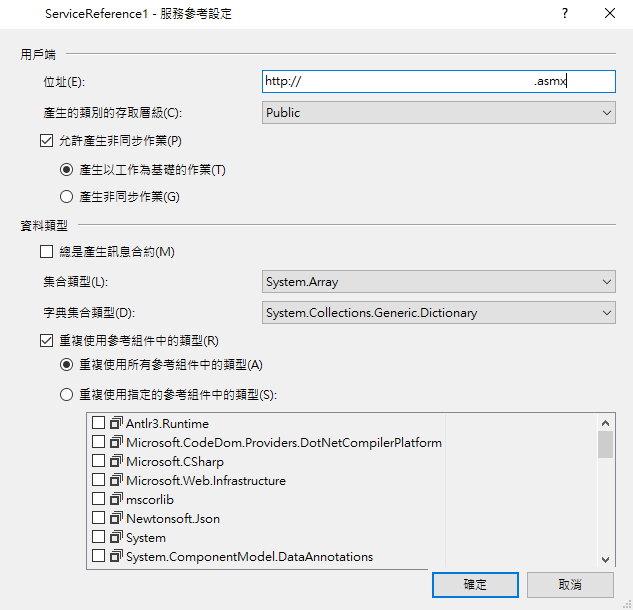 ServiceReference1 - 服務參考設定
用戶端
位址(E): http:// .asmx
產生的類別的存取層級(C): Public
允許產生非同步作業(P)
產生以工作為基礎的作業(T)
產生非同步作業(G)
資料類型
總是產生訊息合約(M)
集合類型(L): System.Array
字典集合類型(D): System.Collections.Generic.Dictionary
重複使用參考組件中的類型(R)
重複使用所有參考組件中的類型(A)
重複使用指定的參考組件中的類型(S):
Antlr3.Runtime
Microsoft.CodeDom.Providers.DotNetCompilerPlatform
Microsoft.CSharp
Microsoft.Web.Infrastructure
mscorlib
Newtonsoft.Json
System
System.ComponentModel.DataAnnotations
確定 取消